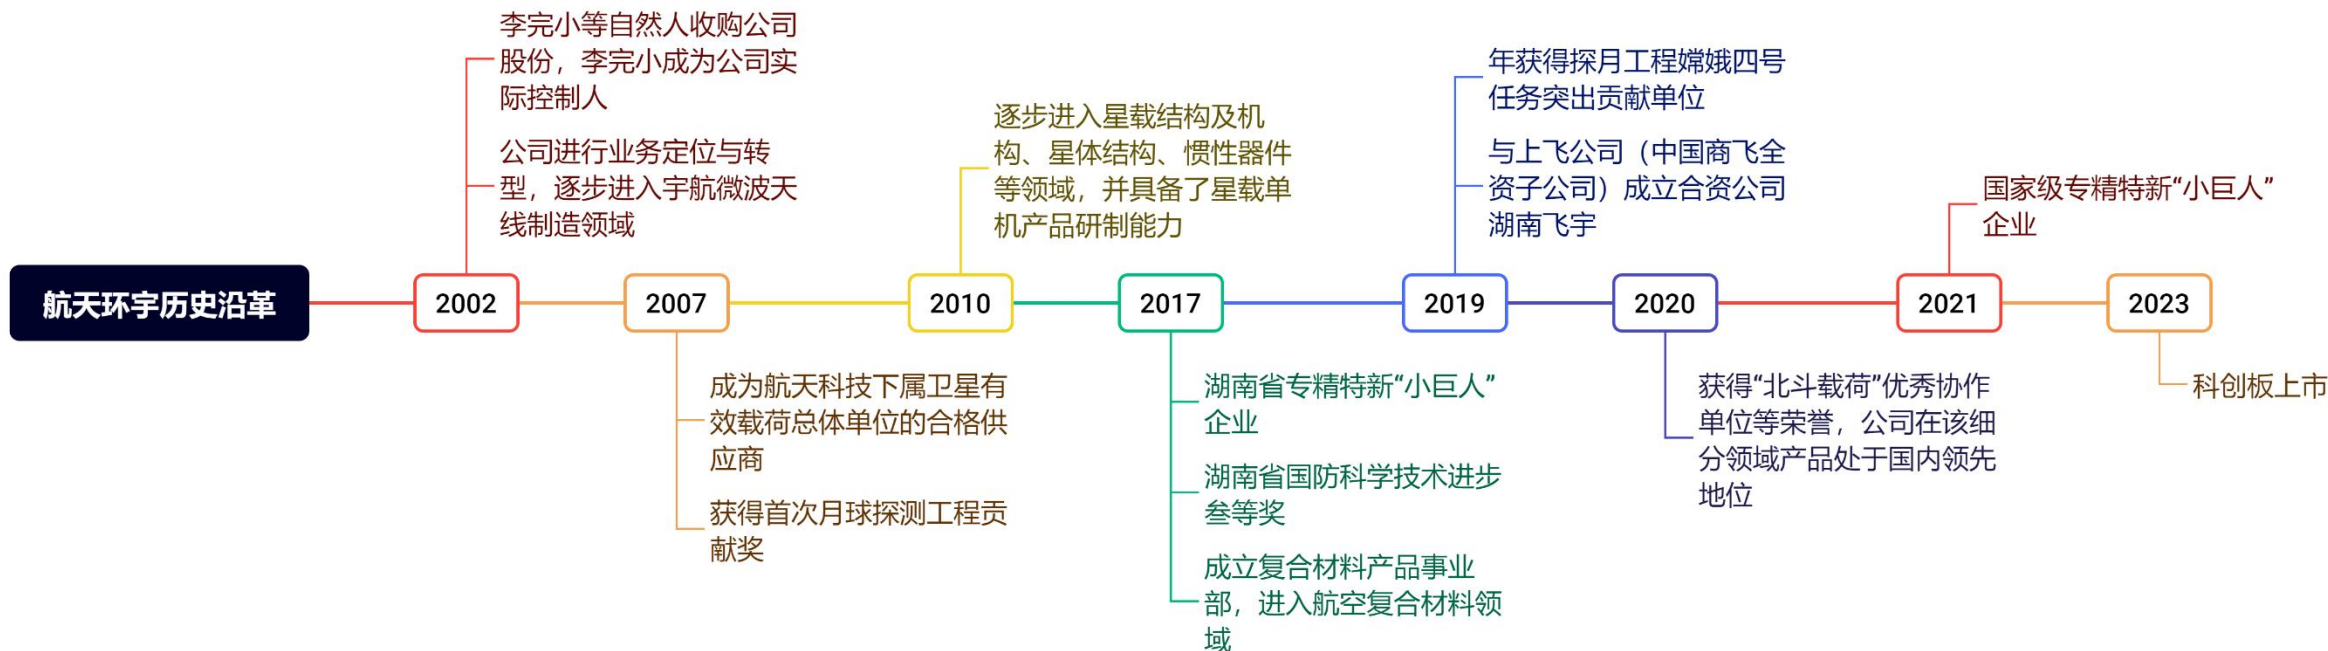 航天环宇历史沿革
2002
李完小等自然人收购公司
股份，李完小成为公司实
际控制人
公司进行业务定位与转
型，逐步进入宇航微波天
线制造领域
2007
成为航天科技下属卫星有
效载荷总体单位的合格供
应商
获得首次月球探测工程贡
献奖
2010
逐步进入星载结构及机
构、星体结构、惯性器件
等领域，并具备了星载单
机产品研制能力
2017
湖南省专精特新“小巨人”
企业
湖南省国防科学技术进步
叁等奖
成立复合材料产品事业
部，进入航空复合材料领
域
2019
年获得探月工程嫦娥四号
任务突出贡献单位
与上飞公司（中国商飞全
资子公司）成立合资公司
湖南飞宇
2020
获得“北斗载荷”优秀协作
单位等荣誉，公司在该细
分领域产品处于国内领先
地位
2021
国家级专精特新“小巨人”
企业
2023
科创板上市